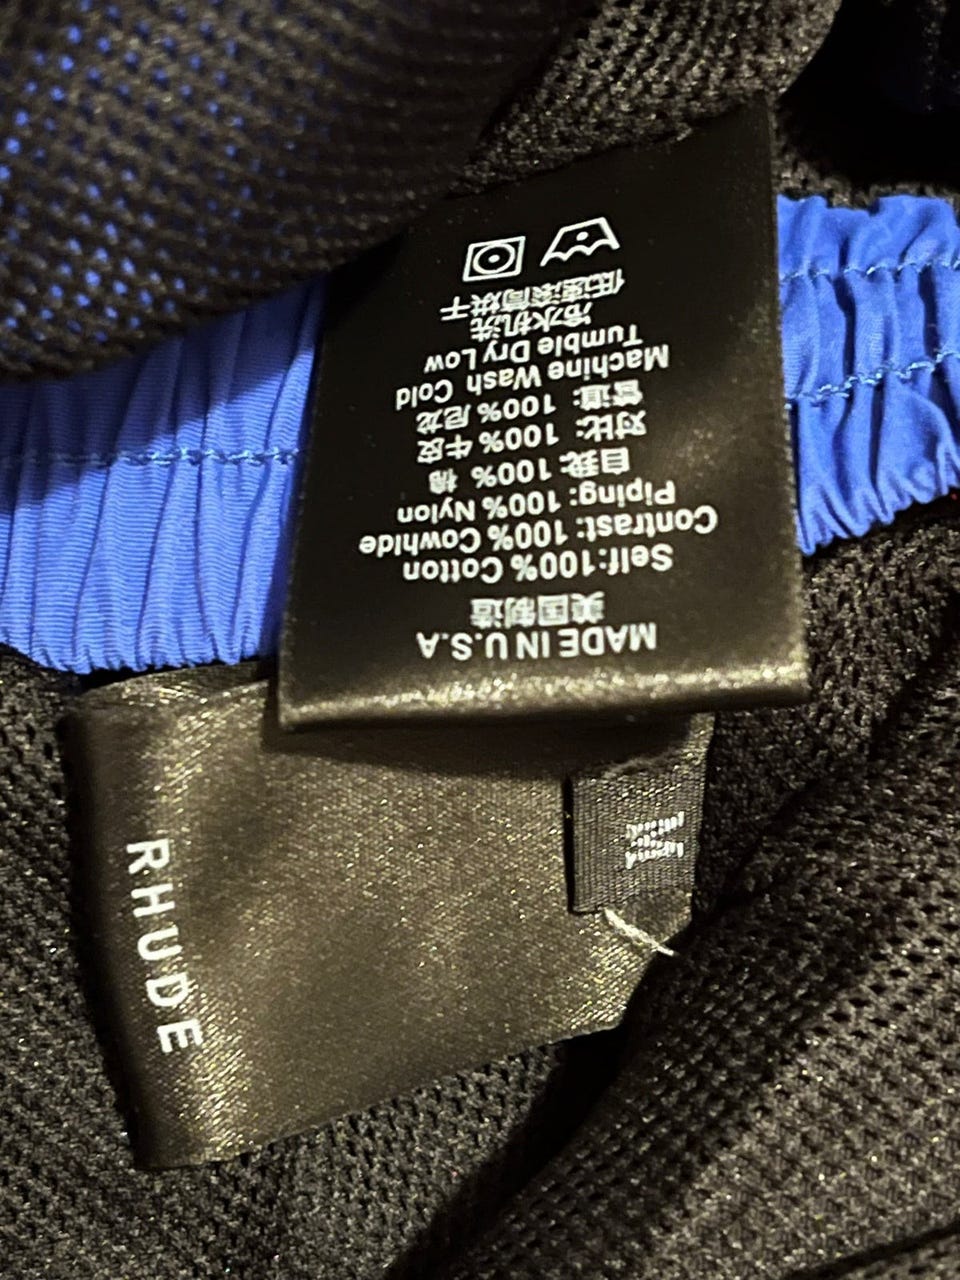 MADE IN U.S.A
美国制造
Self:100% Cotton
Contrast: 100% Cowhide
Piping: 100% Nylon
自我: 100% 棉
对比: 100% 牛皮
管道: 100% 尼龙
Machine Wash Cold
Tumble Dry Low
冷水机洗
低速滚筒烘干
RHUDE
M